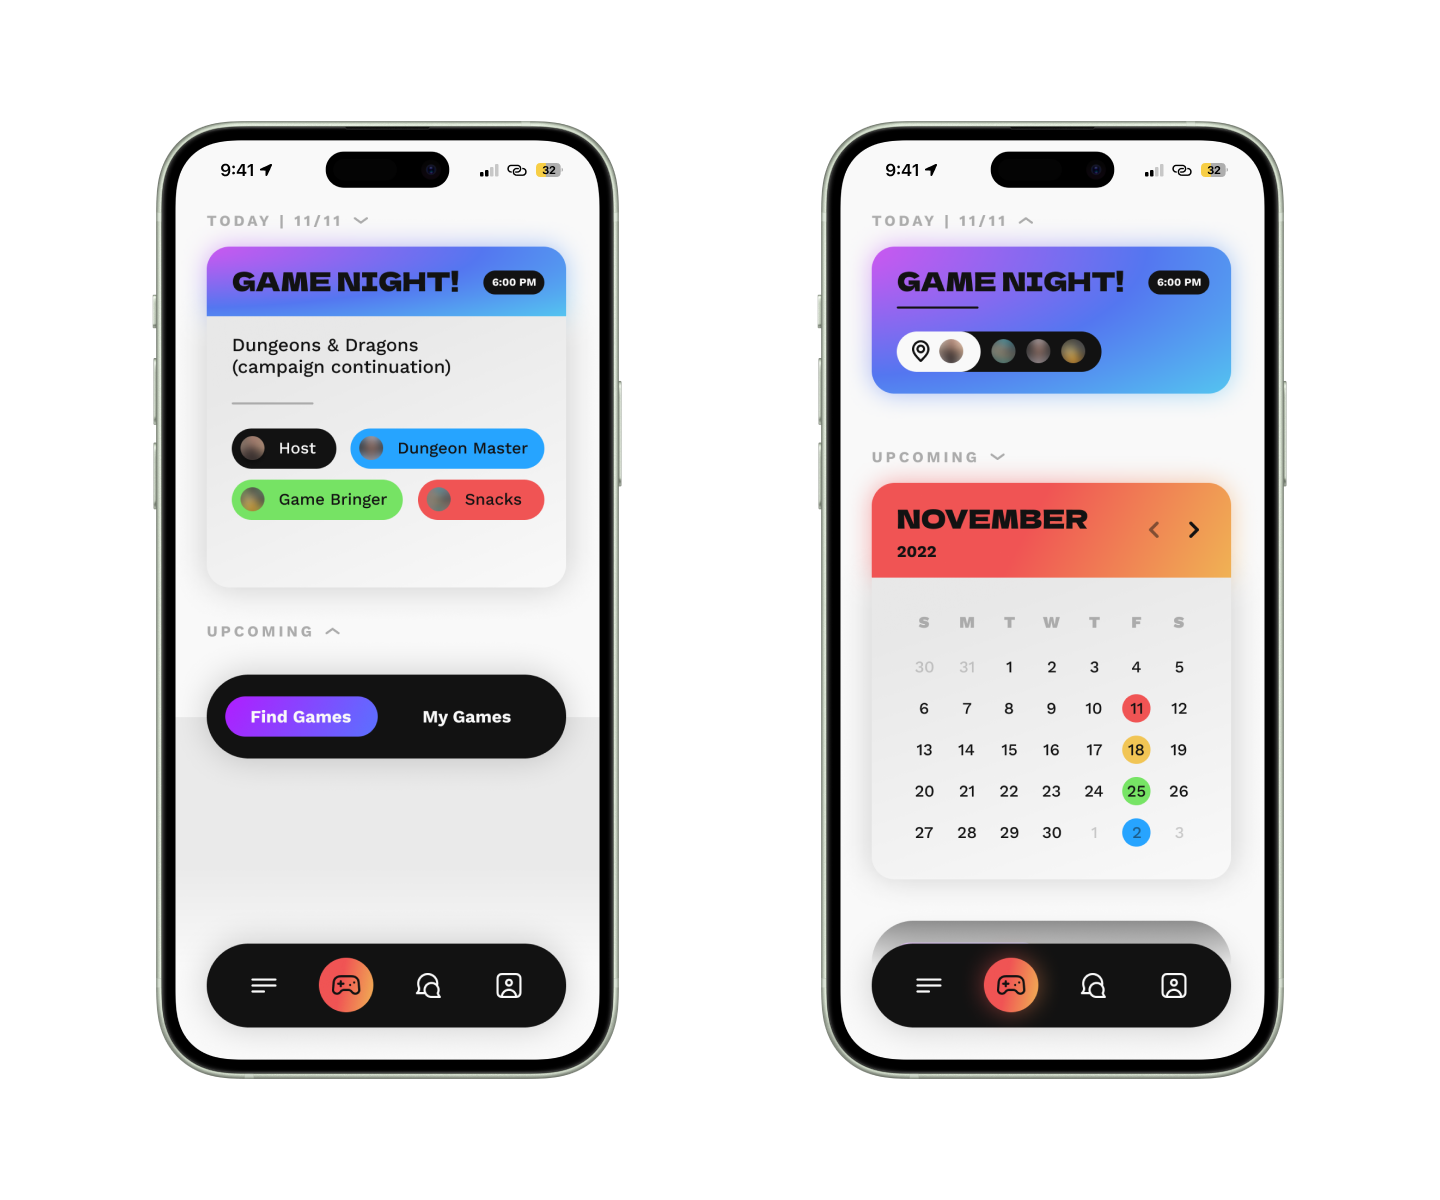 9:41
32
TODAY | 11/11
GAME NIGHT!
6:00 PM
Dungeons & Dragons
(campaign continuation)
Host
Dungeon Master
Game Bringer
Snacks
UPCOMING
Find Games
My Games
9:41
32
TODAY | 11/11
GAME NIGHT!
6:00 PM
UPCOMING
NOVEMBER
2022
S M T W T F S
30 31 1 2 3 4 5
6 7 8 9 10 11 12
13 14 15 16 17 18 19
20 21 22 23 24 25 26
27 28 29 30 1 2 3